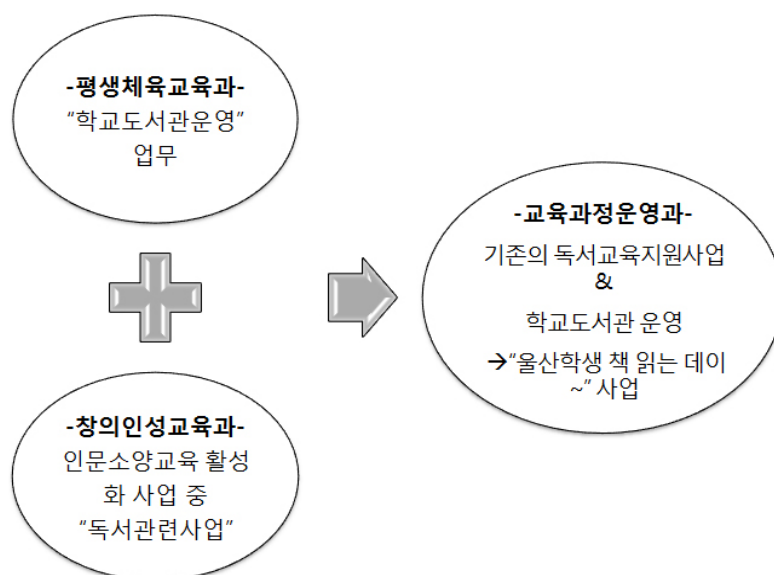 -평생체육교육과-
“학교도서관운영”
업무
-창의인성교육과-
인문소양교육 활성
화 사업 중
“독서관련사업”
-교육과정운영과-
기존의 독서교육지원사업
&
학교도서관 운영
→“울산학생 책 읽는 데이
~” 사업